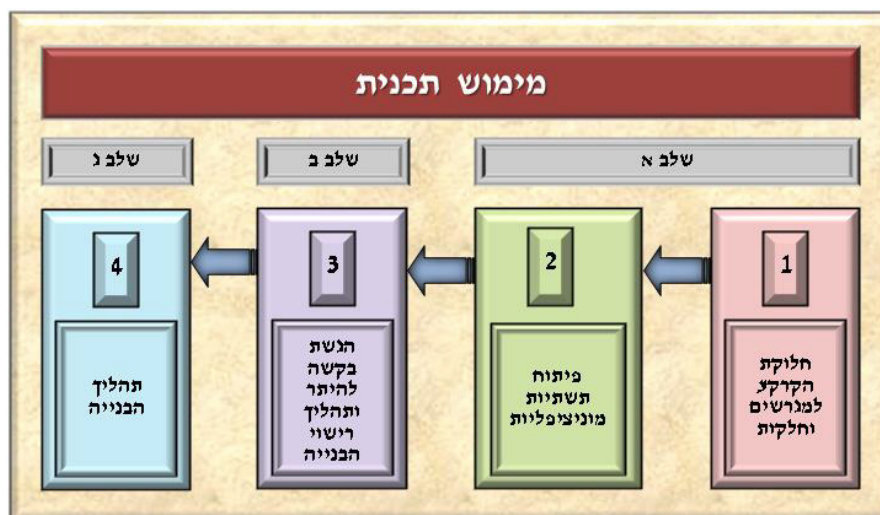 מימוש תכנית
שלב א
שלב ב
שלב ג
1
חלוקת
הקרקע
למגרשים
וחלקות
2
פיתוח
תשתיות
מוניציפליות
3
הגשת
בקשה
להיתר
ותהליך
רישוי
הבנייה
4
תהליך
הבנייה